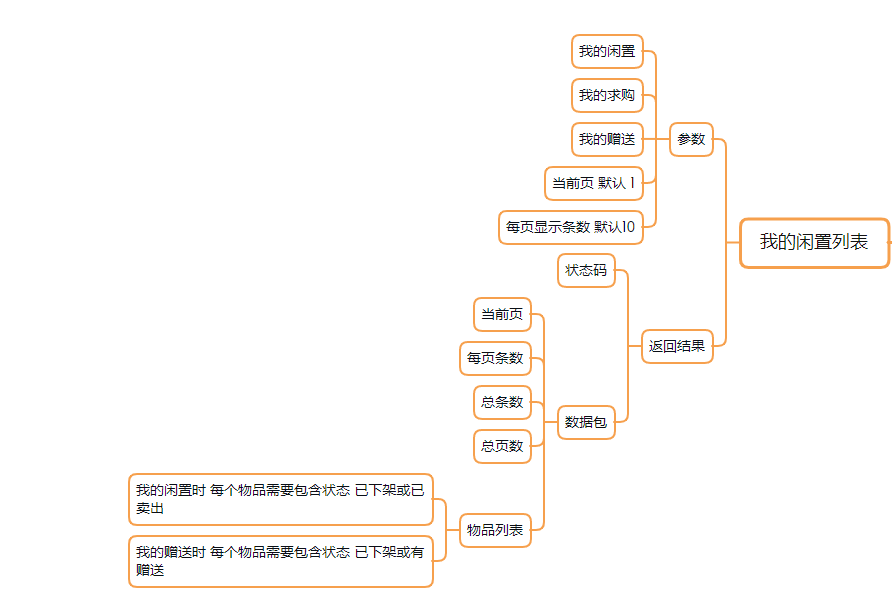 我的闲置
我的求购
我的赠送
参数
当前页 默认 1
每页显示条数 默认10
我的闲置列表
状态码
当前页
返回结果
每页条数
总条数
数据包
总页数
我的闲置时 每个物品需要包含状态 已下架或已
卖出
物品列表
我的赠送时 每个物品需要包含状态 已下架或有
赠送